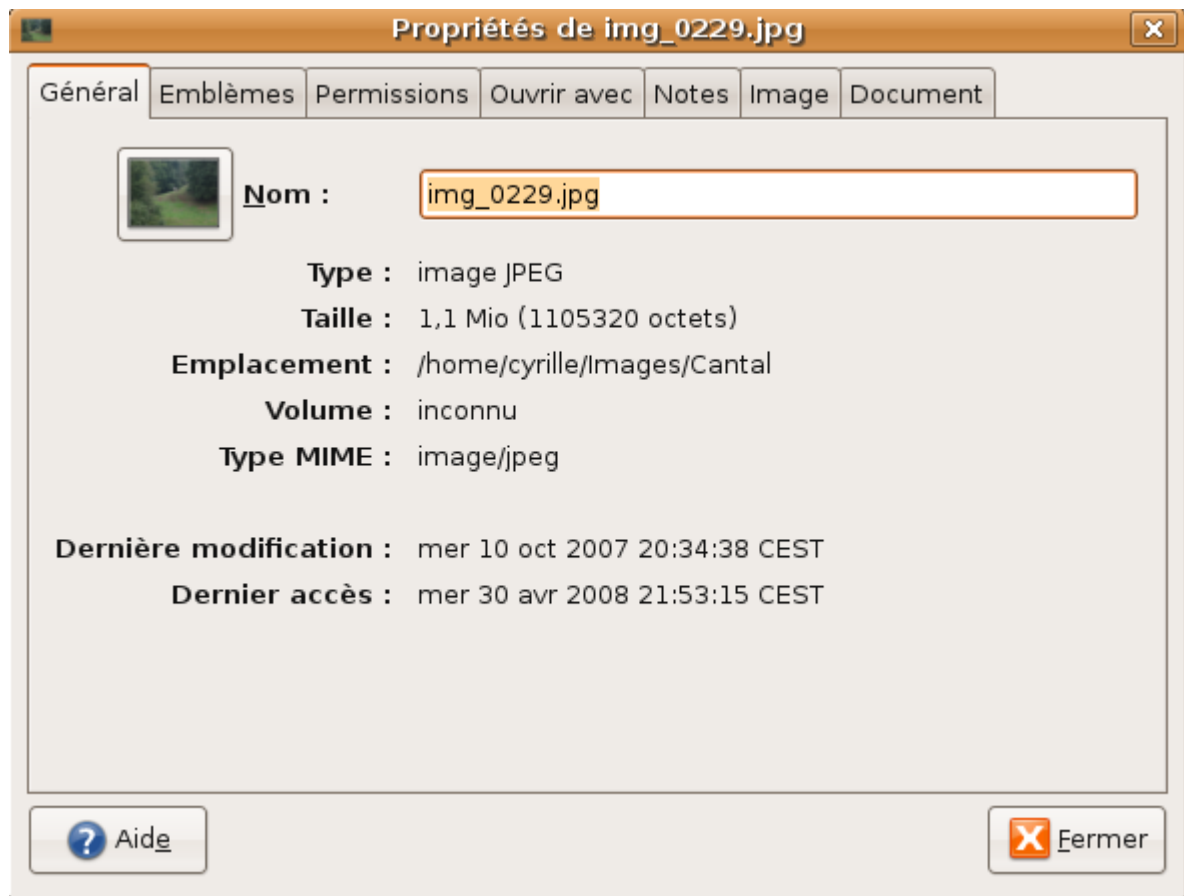 Propriétés de img_0229.jpg
Général Emblèmes Permissions Ouvrir avec Notes Image Document
Nom : img_0229.jpg
Type : image JPEG
Taille : 1,1 Mio (1105320 octets)
Emplacement : /home/cyrille/Images/Cantal
Volume : inconnu
Type MIME : image/jpeg
Dernière modification : mer 10 oct 2007 20:34:38 CEST
Dernier accès : mer 30 avr 2008 21:53:15 CEST
Aide Fermer